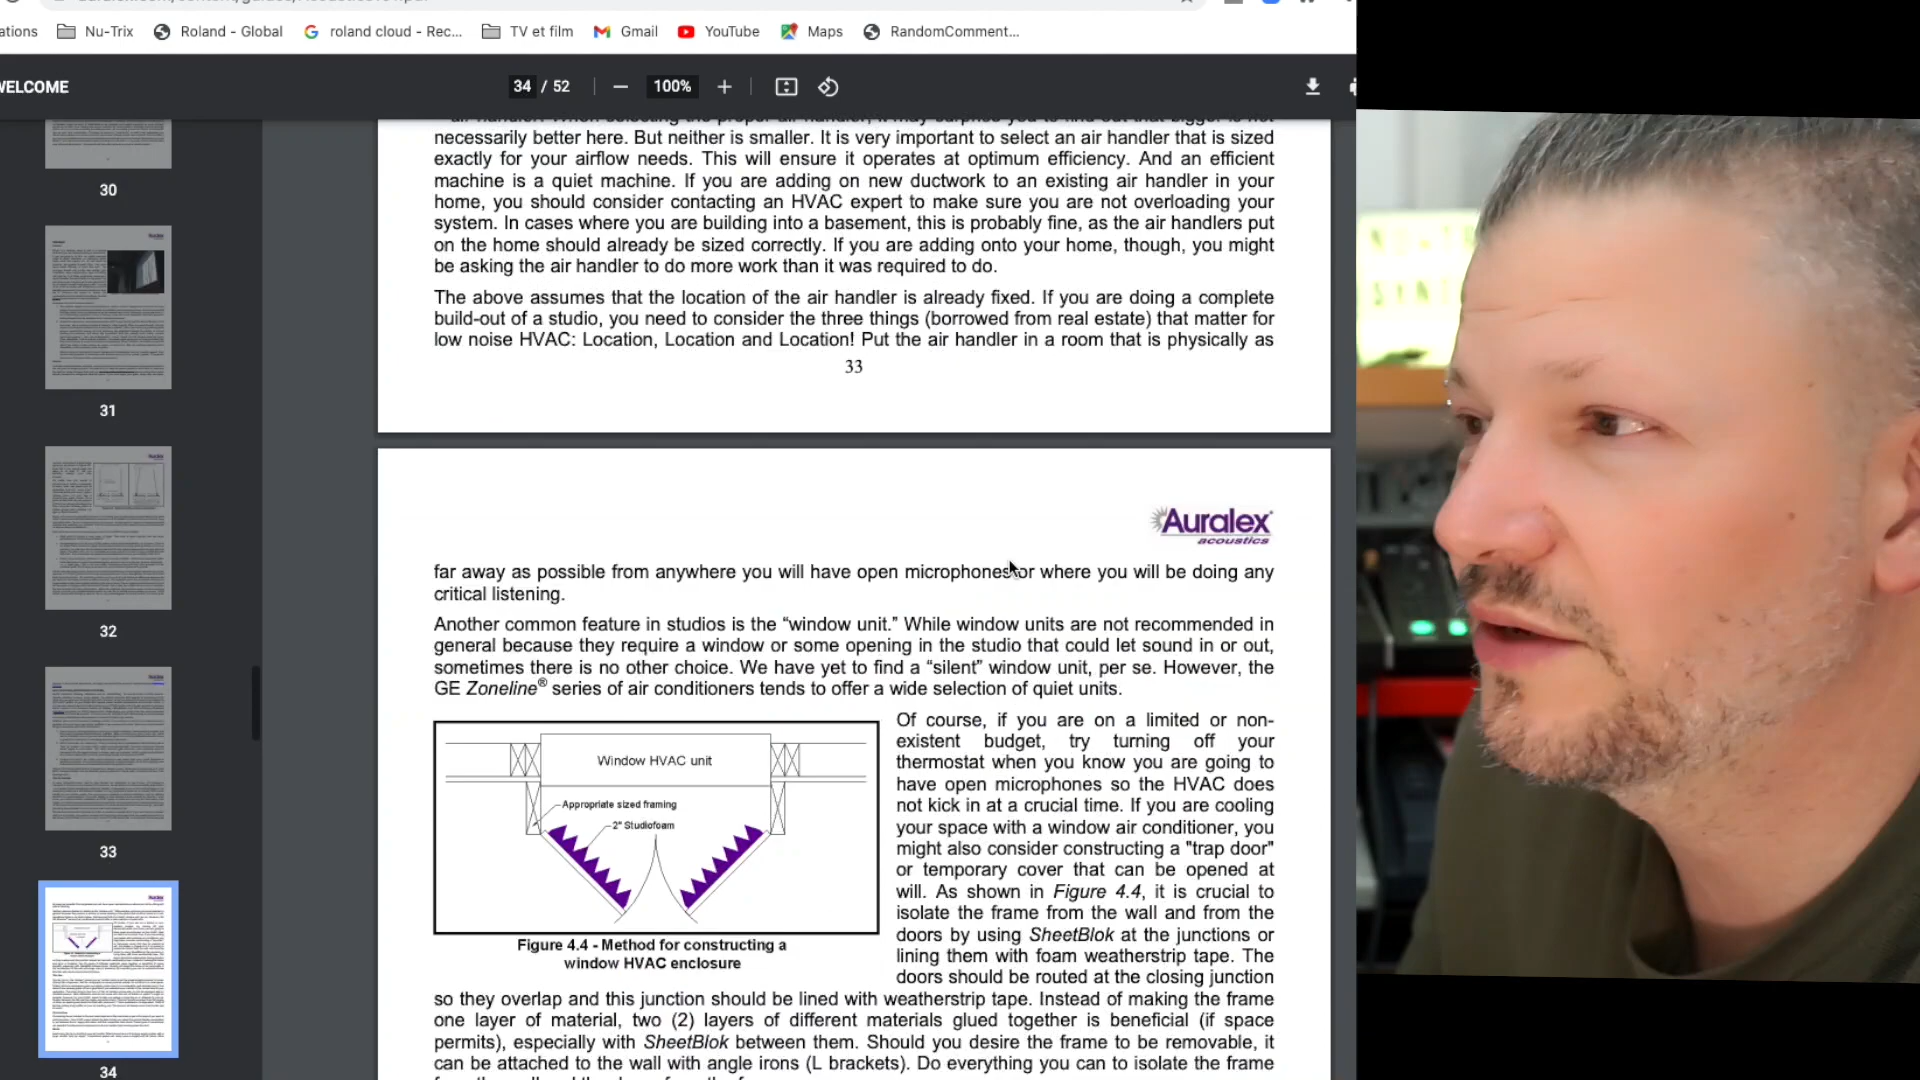 ations Nu-Trix Roland - Global roland cloud - Rec... TV et film Gmail YouTube Maps RandomComment...
WELCOME 34 / 52 100%
necessarily better here. But neither is smaller. It is very important to select an air handler that is sized
exactly for your airflow needs. This will ensure it operates at optimum efficiency. And an efficient
machine is a quiet machine. If you are adding on new ductwork to an existing air handler in your
home, you should consider contacting an HVAC expert to make sure you are not overloading your
system. In cases where you are building into a basement, this is probably fine, as the air handlers put
on the home should already be sized correctly. If you are adding onto your home, though, you might
be asking the air handler to do more work than it was required to do.
The above assumes that the location of the air handler is already fixed. If you are doing a complete
build-out of a studio, you need to consider the three things (borrowed from real estate) that matter for
low noise HVAC: Location, Location and Location! Put the air handler in a room that is physically as
33
Auralex
acoustics
far away as possible from anywhere you will have open microphones or where you will be doing any
critical listening.
Another common feature in studios is the “window unit.” While window units are not recommended in
general because they require a window or some opening in the studio that could let sound in or out,
sometimes there is no other choice. We have yet to find a “silent” window unit, per se. However, the
GE Zoneline® series of air conditioners tends to offer a wide selection of quiet units.
Window HVAC unit
Appropriate sized framing
2" Studiofoam
Figure 4.4 - Method for constructing a
window HVAC enclosure
Of course, if you are on a limited or non-
existent budget, try turning off your
thermostat when you know you are going to
have open microphones so the HVAC does
not kick in at a crucial time. If you are cooling
your space with a window air conditioner, you
might also consider constructing a "trap door"
or temporary cover that can be opened at
will. As shown in Figure 4.4, it is crucial to
isolate the frame from the wall and from the
doors by using SheetBlok at the junctions or
lining them with foam weatherstrip tape. The
doors should be routed at the closing junction
so they overlap and this junction should be lined with weatherstrip tape. Instead of making the frame
one layer of material, two (2) layers of different materials glued together is beneficial (if space
permits), especially with SheetBlok between them. Should you desire the frame to be removable, it
can be attached to the wall with angle irons (L brackets). Do everything you can to isolate the frame
30
31
32
33
34